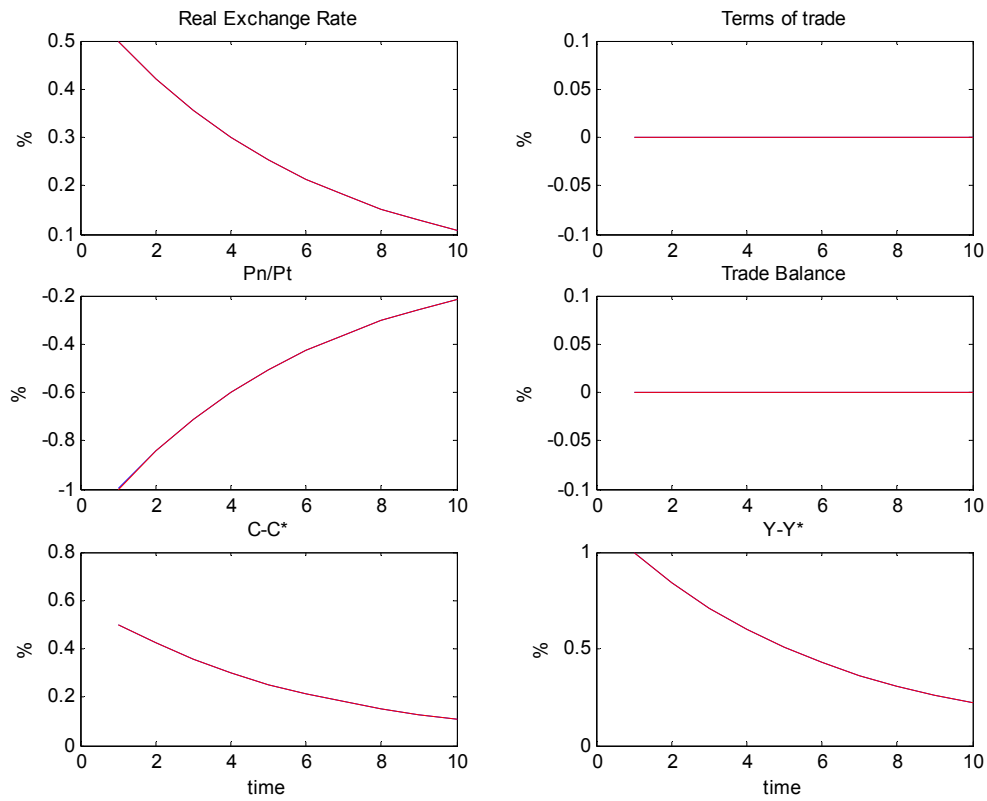 Real Exchange Rate
0.5
0.4
0.3
0.2
0.1
%
0 2 4 6 8 10
Terms of trade
0.1
0.05
0
-0.05
-0.1
%
0 2 4 6 8 10
Pn/Pt
-0.2
-0.4
-0.6
-0.8
-1
%
0 2 4 6 8 10
Trade Balance
0.1
0.05
0
-0.05
-0.1
%
0 2 4 6 8 10
C-C*
0.8
0.6
0.4
0.2
0
%
0 2 4 6 8 10
time
Y-Y*
1
0.5
0
%
0 2 4 6 8 10
time